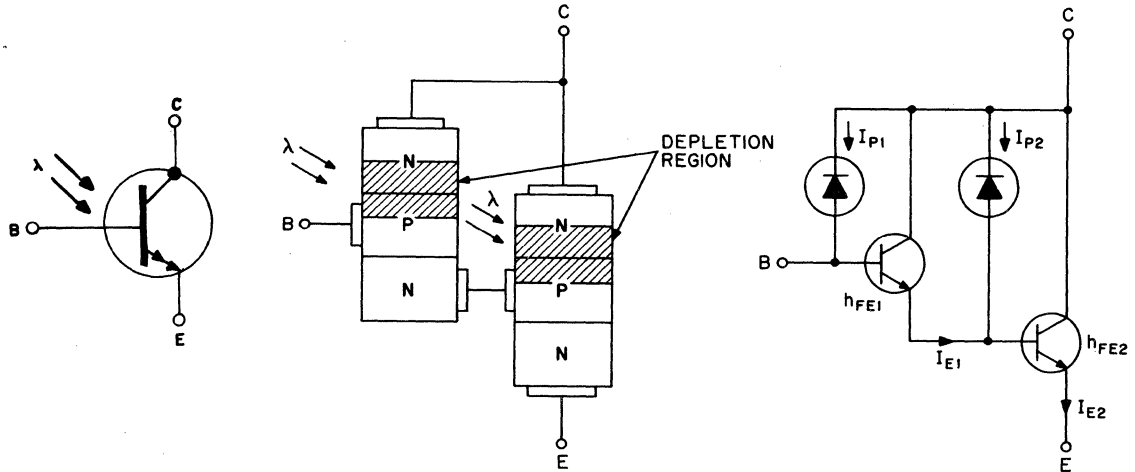 C
λ
B
E
C
λ
N
DEPLETION
REGION
λ
B
P
N
N
P
N
E
C
I_P1
I_P2
B
h_FE1
h_FE2
I_E1
I_E2
E